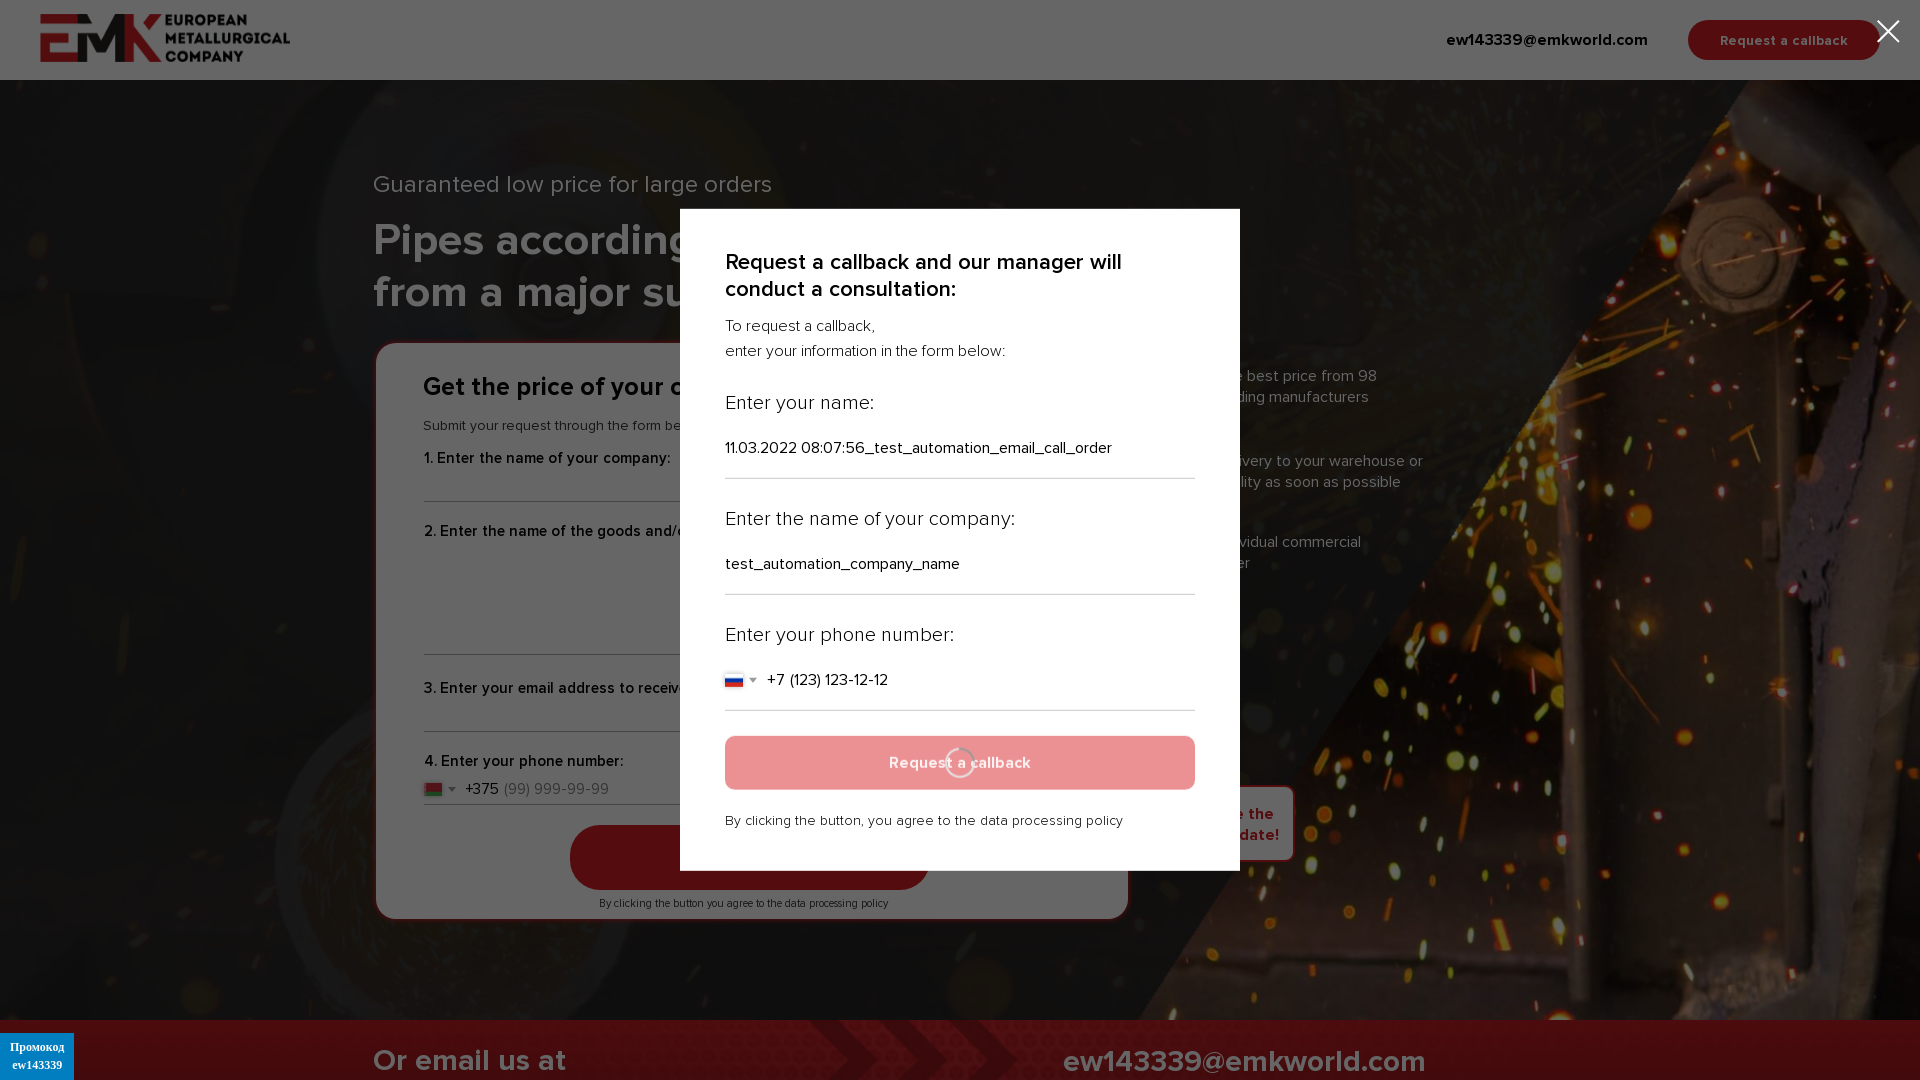 EMK EUROPEAN
METALLURGICAL
COMPANY
ew143339@emkworld.com
Request a callback
Guaranteed low price for large orders
Pipes according
from a major su
Get the price of your
Submit your request through the form be
1. Enter the name of your company:
2. Enter the name of the goods and/
3. Enter your email address to receive
4. Enter your phone number:
+375 (99) 999-99-99
By clicking the button you agree to the data processing policy
Request a callback and our manager will
conduct a consultation:
To request a callback,
enter your information in the form below:
Enter your name:
11.03.2022 08:07:56_test_automation_email_call_order
Enter the name of your company:
test_automation_company_name
Enter your phone number:
+7 (123) 123-12-12
Request a callback
By clicking the button, you agree to the data processing policy
best price from 98
ding manufacturers
ivery to your warehouse or
lity as soon as possible
vidual commercial
er
the
date!
Or email us at
ew143339@emkworld.com
Промокод
ew143339